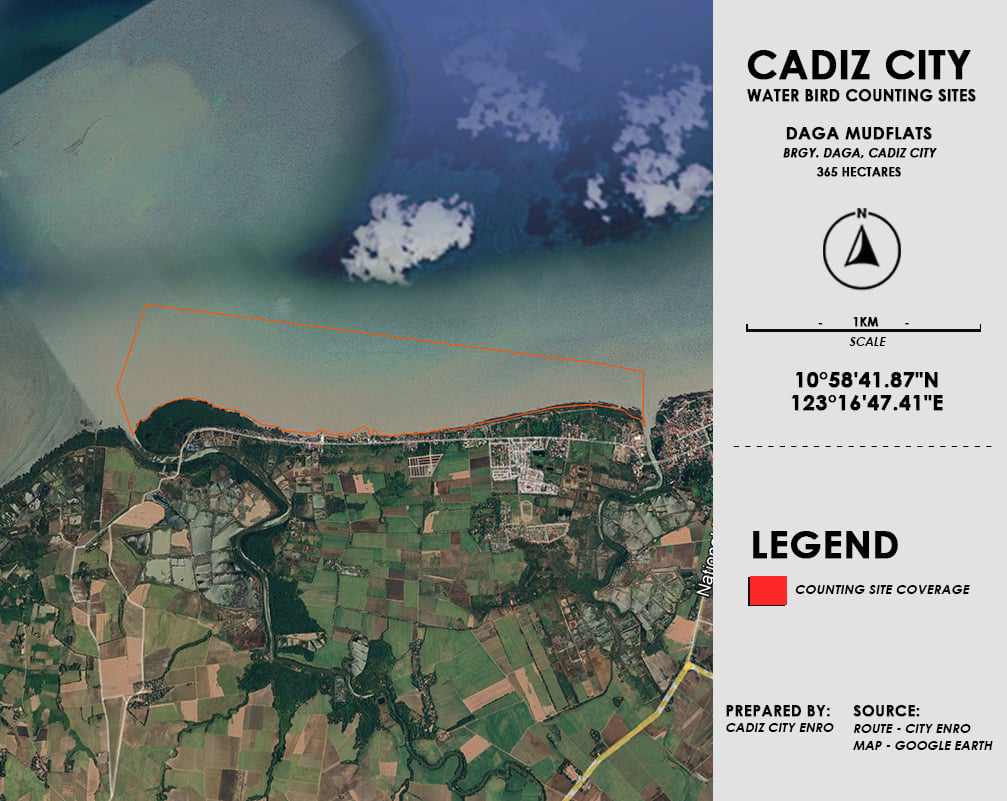 CADIZ CITY
WATER BIRD COUNTING SITES
DAGA MUDFLATS
BRGY. DAGA, CADIZ CITY
365 HECTARES
N
- 1KM -
SCALE
10°58'41.87"N
123°16'47.41"E
LEGEND
COUNTING SITE COVERAGE
PREPARED BY:
CADIZ CITY ENRO
SOURCE:
ROUTE - CITY ENRO
MAP - GOOGLE EARTH